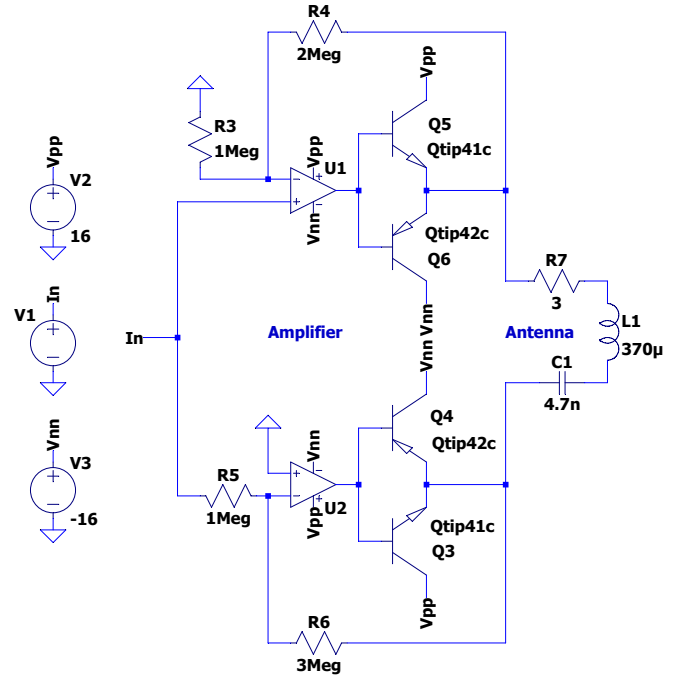 R4
2Meg
Vpp
R3
1Meg
Q5
Qtip41c
Vpp
U1
Vnn
Vpp
V2
16
Qtip42c
Q6
R7
3
In
V1
In
Amplifier
Vnn Vnn
Antenna
L1
370µ
C1
4.7n
Vnn
V3
-16
Q4
Qtip42c
Vnn
R5
1Meg
Vpp
U2
Qtip41c
Q3
Vpp
R6
3Meg